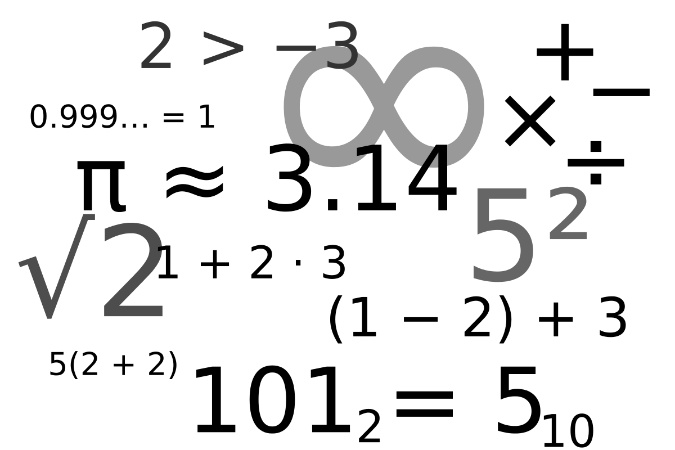 2 > −3
∞
+
−
×
÷
0.999... = 1
π ≈ 3.14
5²
√2
1 + 2 · 3
(1 − 2) + 3
5(2 + 2)
101₂ = 5₁₀